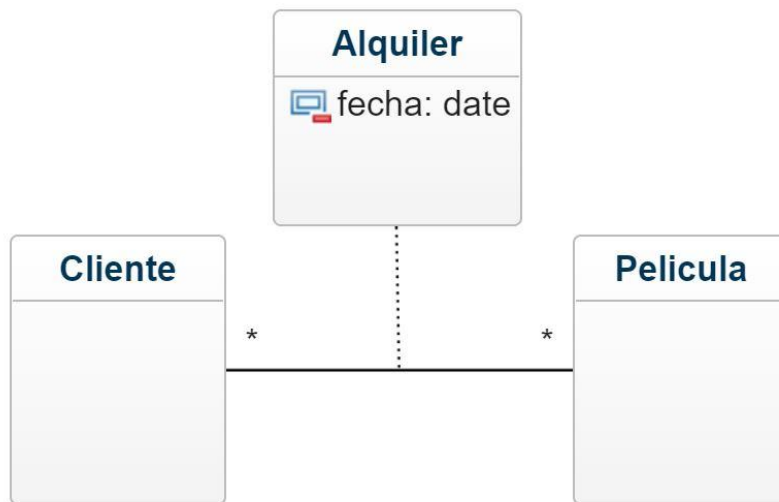 Alquiler
fecha: date
Cliente
Pelicula
*
*